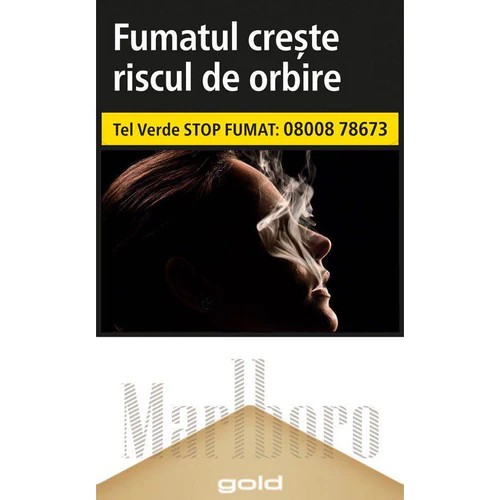 Fumatul crește
riscul de orbire
Tel Verde STOP FUMAT: 08008 78673
Marlboro
gold